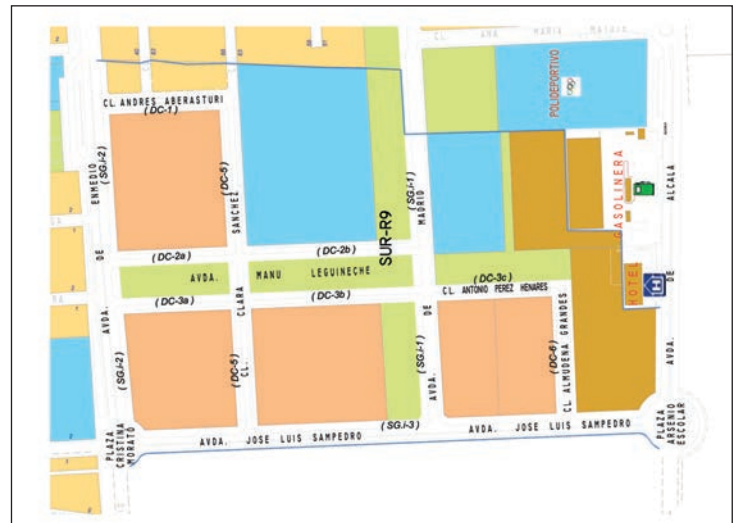 CL. ANA MARIA MATUTE
POLIDEPORTIVO
CL. ANDRES ABERASTURI
(DC-1)
ENMEDIO
(SG.i-2)
(DC-5)
SANCHEZ
(SG.i-1)
MADRID
GASOLINERA
ALCALA
SUR-R9
DE
(DC-2a)
(DC-2b)
AVDA. MANU LEGUINECHE
(DC-3c)
CL. ANTONIO PEREZ HENARES
HOTEL
H
DE
(DC-3a)
CLARA
(DC-3b)
DE
AVDA.
(SG.i-2)
(DC-5)
CL.
(SG.i-1)
AVDA.
(DC-6)
CL. ALMUDENA GRANDES
AVDA.
(SG.i-3)
PLAZA
CRISTINA
MORATÓ
AVDA. JOSE LUIS SAMPEDRO
AVDA. JOSE LUIS SAMPEDRO
PLAZA
ARSENIO
ESCOLAR